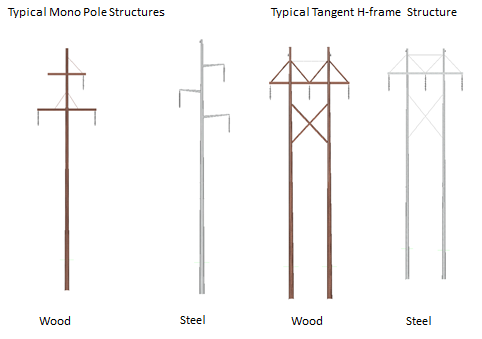 Typical Mono Pole Structures
Typical Tangent H-frame Structure
Wood
Steel
Wood
Steel